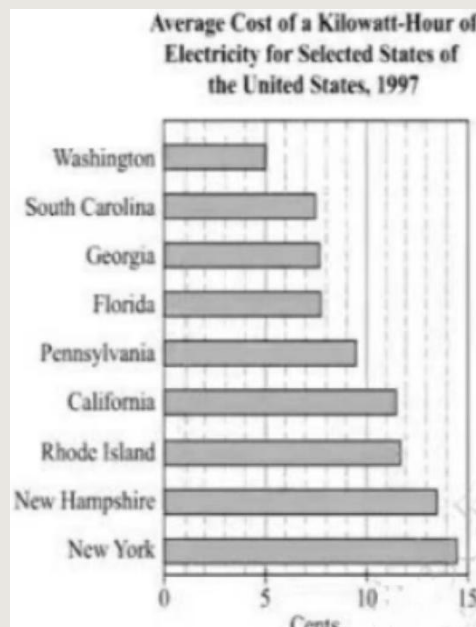 Average Cost of a Kilowatt-Hour of
Electricity for Selected States of
the United States, 1997
Washington
South Carolina
Georgia
Florida
Pennsylvania
California
Rhode Island
New Hampshire
New York
0 5 10 15
Cents